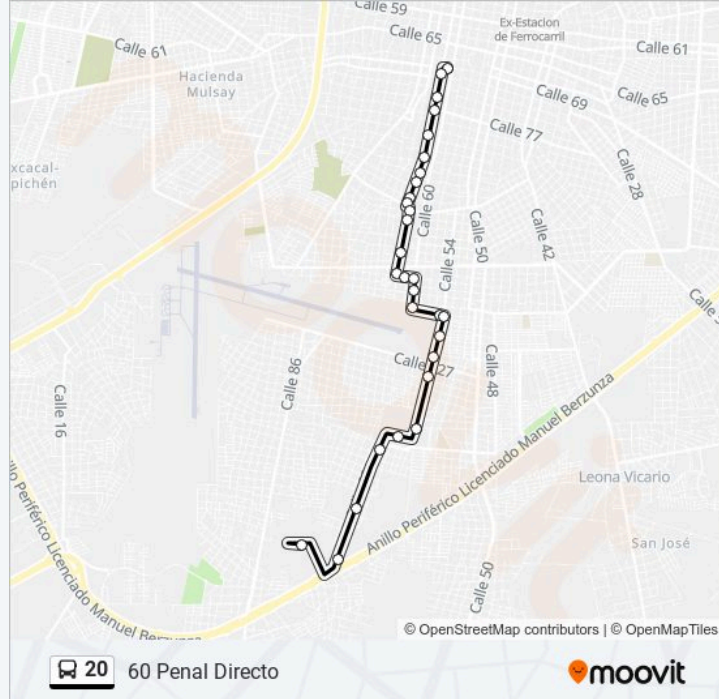 Calle 59
Ex-Estacion
de Ferrocarril
Calle 65
Calle 61
Calle 61
Hacienda
Mulsay
Calle 69
Calle 65
Calle 77
xcacal-
pichén
Calle 28
Calle 60
Calle 50
Calle 42
Calle 54
Calle 27
Calle 48
Calle 86
Calle 16
Anillo Periférico Licenciado Manuel Berzunza
Leona Vicario
San José
Calle 50
llo Periférico Licenciado Manuel Berzunza
© OpenStreetMap contributors | © OpenMapTiles
20 60 Penal Directo
moovit